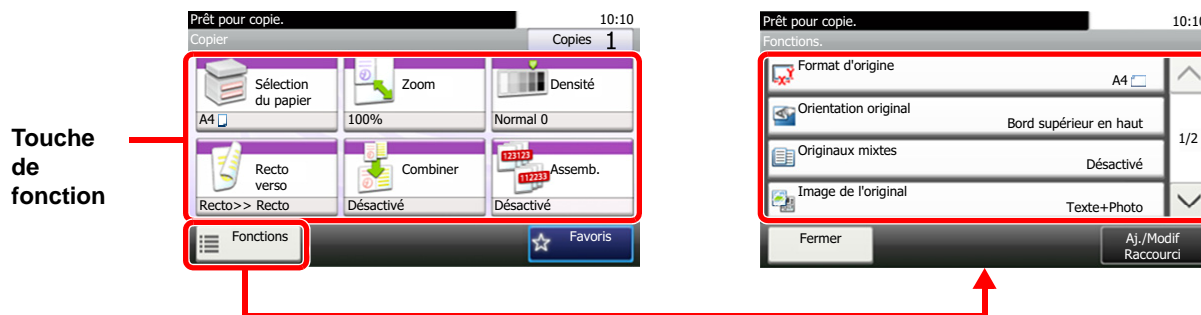 Prêt pour copie. 10:10
Copier Copies 1
Sélection
du papier
A4
Zoom
100%
Densité
Normal 0
Touche
de
fonction
Recto
verso
Recto>> Recto
Combiner
Désactivé
123123
112233
Assemb.
Désactivé
Fonctions
Favoris
Prêt pour copie.
Fonctions.
Format d'origine
A4
Orientation original
Bord supérieur en haut
1/2
Originaux mixtes
Désactivé
Image de l'original
Texte+Photo
Fermer
Aj./Modif
Raccourci